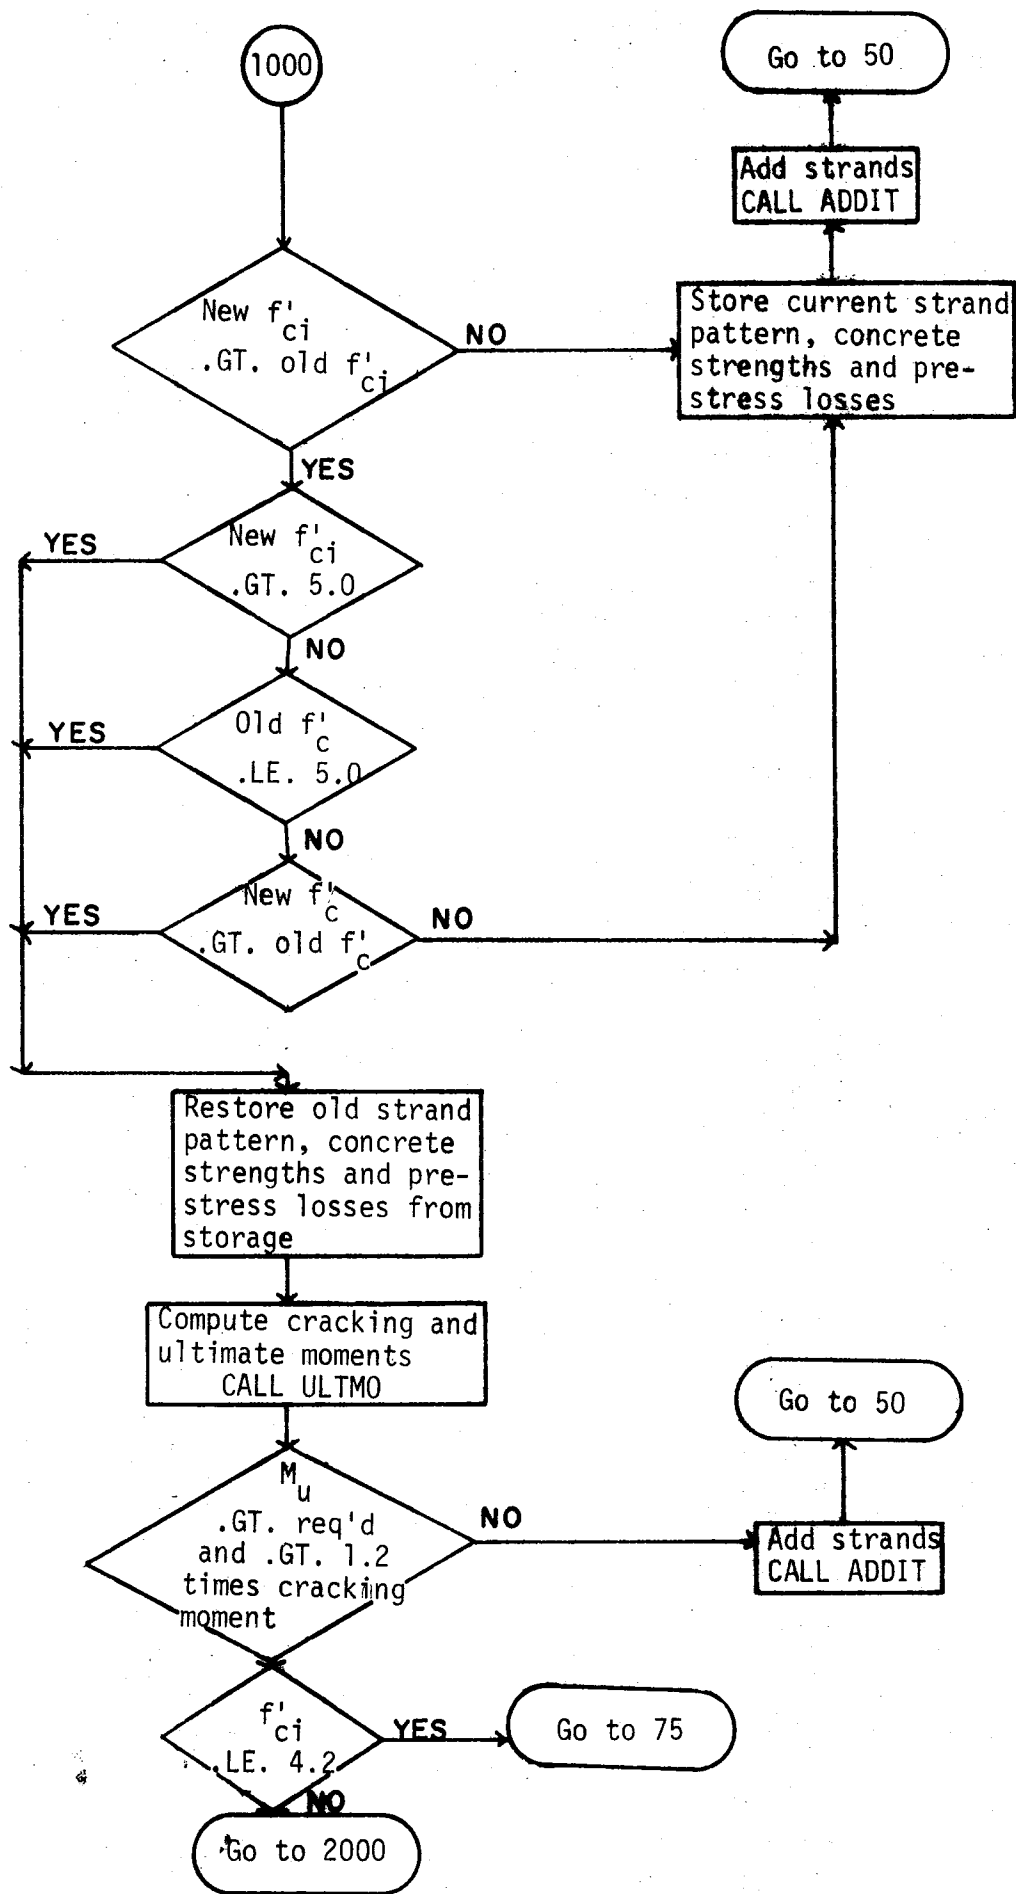 1000
Go to 50
Add strands
CALL ADDIT
New f'ci
.GT. old f'ci
NO
Store current strand
pattern, concrete
strengths and pre-
stress losses
YES
New f'ci
.GT. 5.0
YES
NO
Old f'c
.LE. 5.0
YES
NO
New f'c
.GT. old f'c
YES
NO
Restore old strand
pattern, concrete
strengths and pre-
stress losses from
storage
Compute cracking and
ultimate moments
CALL ULTMO
Go to 50
Mu
.GT. req'd
and .GT. 1.2
times cracking
moment
NO
Add strands
CALL ADDIT
f'ci
.LE. 4.2
YES
Go to 75
NO
Go to 2000